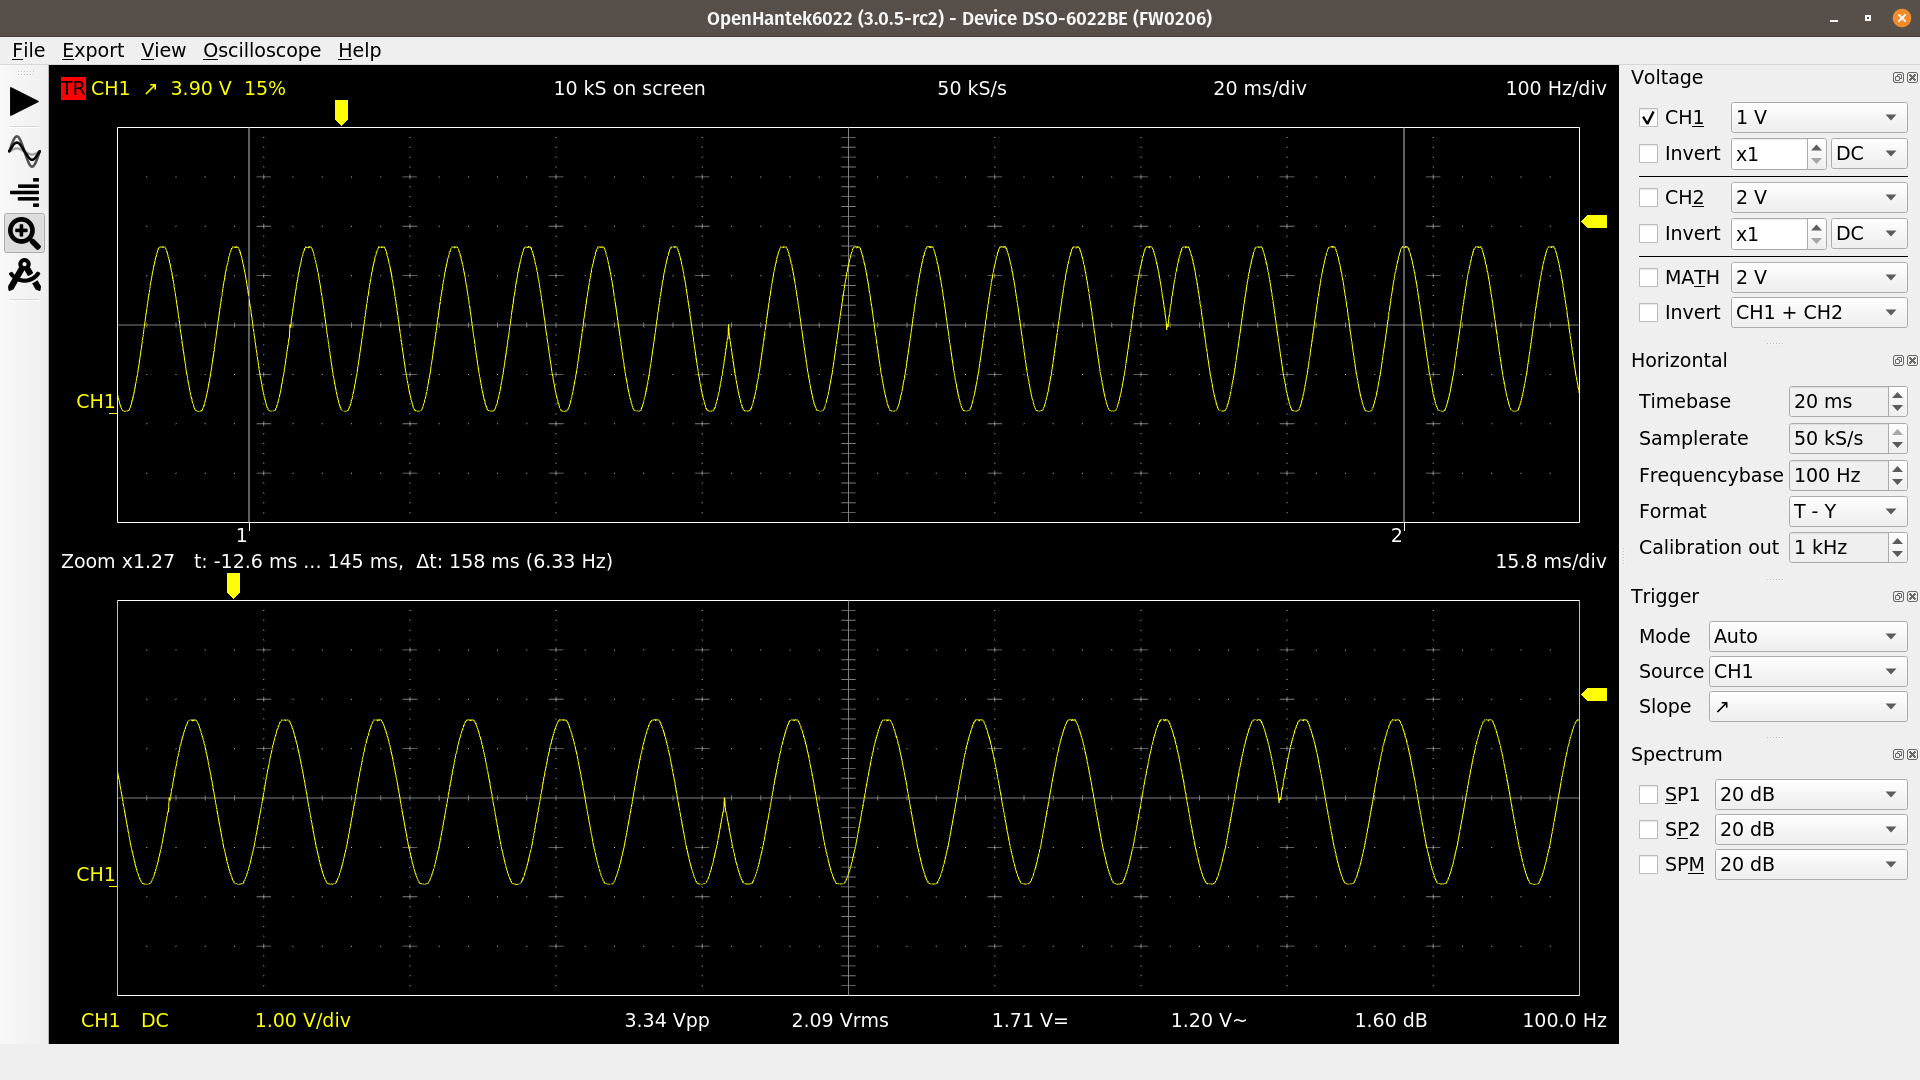 OpenHantek6022 (3.0.5-rc2) - Device DSO-6022BE (FW0206)
File Export View Oscilloscope Help
TR CH1 ↗ 3.90 V 15% 10 kS on screen 50 kS/s 20 ms/div 100 Hz/div
CH1
1 2
Zoom x1.27 t: -12.6 ms ... 145 ms, Δt: 158 ms (6.33 Hz) 15.8 ms/div
CH1
CH1 DC 1.00 V/div 3.34 Vpp 2.09 Vrms 1.71 V= 1.20 V~ 1.60 dB 100.0 Hz
Voltage
CH1 1 V
Invert x1 DC
CH2 2 V
Invert x1 DC
MATH 2 V
Invert CH1 + CH2
Horizontal
Timebase 20 ms
Samplerate 50 kS/s
Frequencybase 100 Hz
Format T - Y
Calibration out 1 kHz
Trigger
Mode Auto
Source CH1
Slope ↗
Spectrum
SP1 20 dB
SP2 20 dB
SPM 20 dB